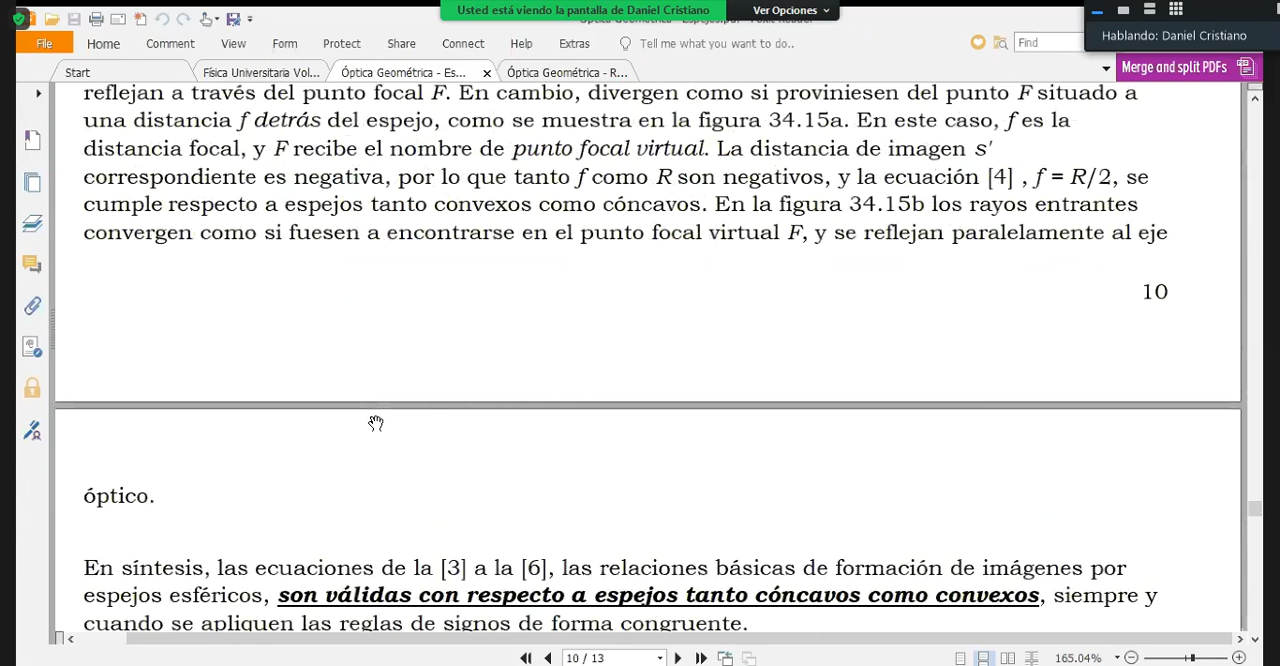 Usted está viendo la pantalla de Daniel Cristiano
Ver Opciones
Hablando: Daniel Cristiano
File Home Comment View Form Protect Share Connect Help Extras Tell me what you want to do.. Find
Start Física Universitaria Vol... Óptica Geométrica - Es... Óptica Geométrica - R... Merge and split PDFs
reflejan a través del punto focal F. En cambio, divergen como si proviniesen del punto F situado a
una distancia f detrás del espejo, como se muestra en la figura 34.15a. En este caso, f es la
distancia focal, y F recibe el nombre de punto focal virtual. La distancia de imagen s'
correspondiente es negativa, por lo que tanto f como R son negativos, y la ecuación [4] , f = R/2, se
cumple respecto a espejos tanto convexos como cóncavos. En la figura 34.15b los rayos entrantes
convergen como si fuesen a encontrarse en el punto focal virtual F, y se reflejan paralelamente al eje
10
óptico.
En síntesis, las ecuaciones de la [3] a la [6], las relaciones básicas de formación de imágenes por
espejos esféricos, son válidas con respecto a espejos tanto cóncavos como convexos, siempre y
cuando se apliquen las reglas de signos de forma congruente.
10 / 13 165.04%